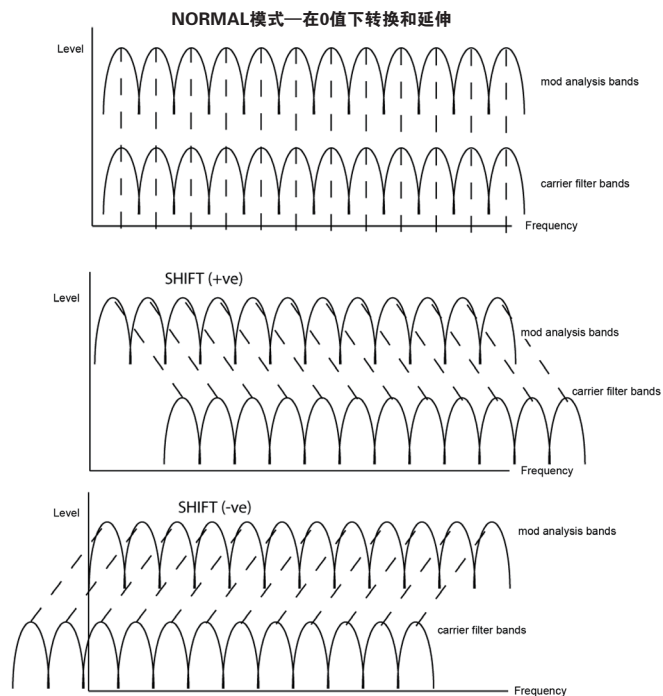 NORMAL模式—在0值下转换和延伸
Level
mod analysis bands
carrier filter bands
Frequency
SHIFT (+ve)
Level
mod analysis bands
carrier filter bands
Frequency
SHIFT (-ve)
Level
mod analysis bands
carrier filter bands
Frequency